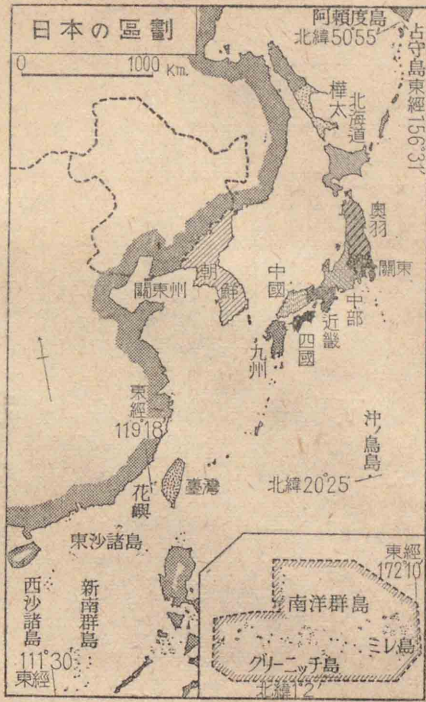 日本の區劃
0 1000 Km.
阿賴度島
北緯50°55′
占守島東經156°31′
樺太
北海道
奧羽
關東
中部
近畿
中國
四國
九州
朝鮮
關東州
東經
119°18′
花嶼
臺灣
沖ノ鳥島
北緯20°25′
東沙諸島
西沙諸島
新南群島
111°30′
東經
東經
172°10′
南洋群島
ミレ島
グリーニッチ島
北緯1°2′